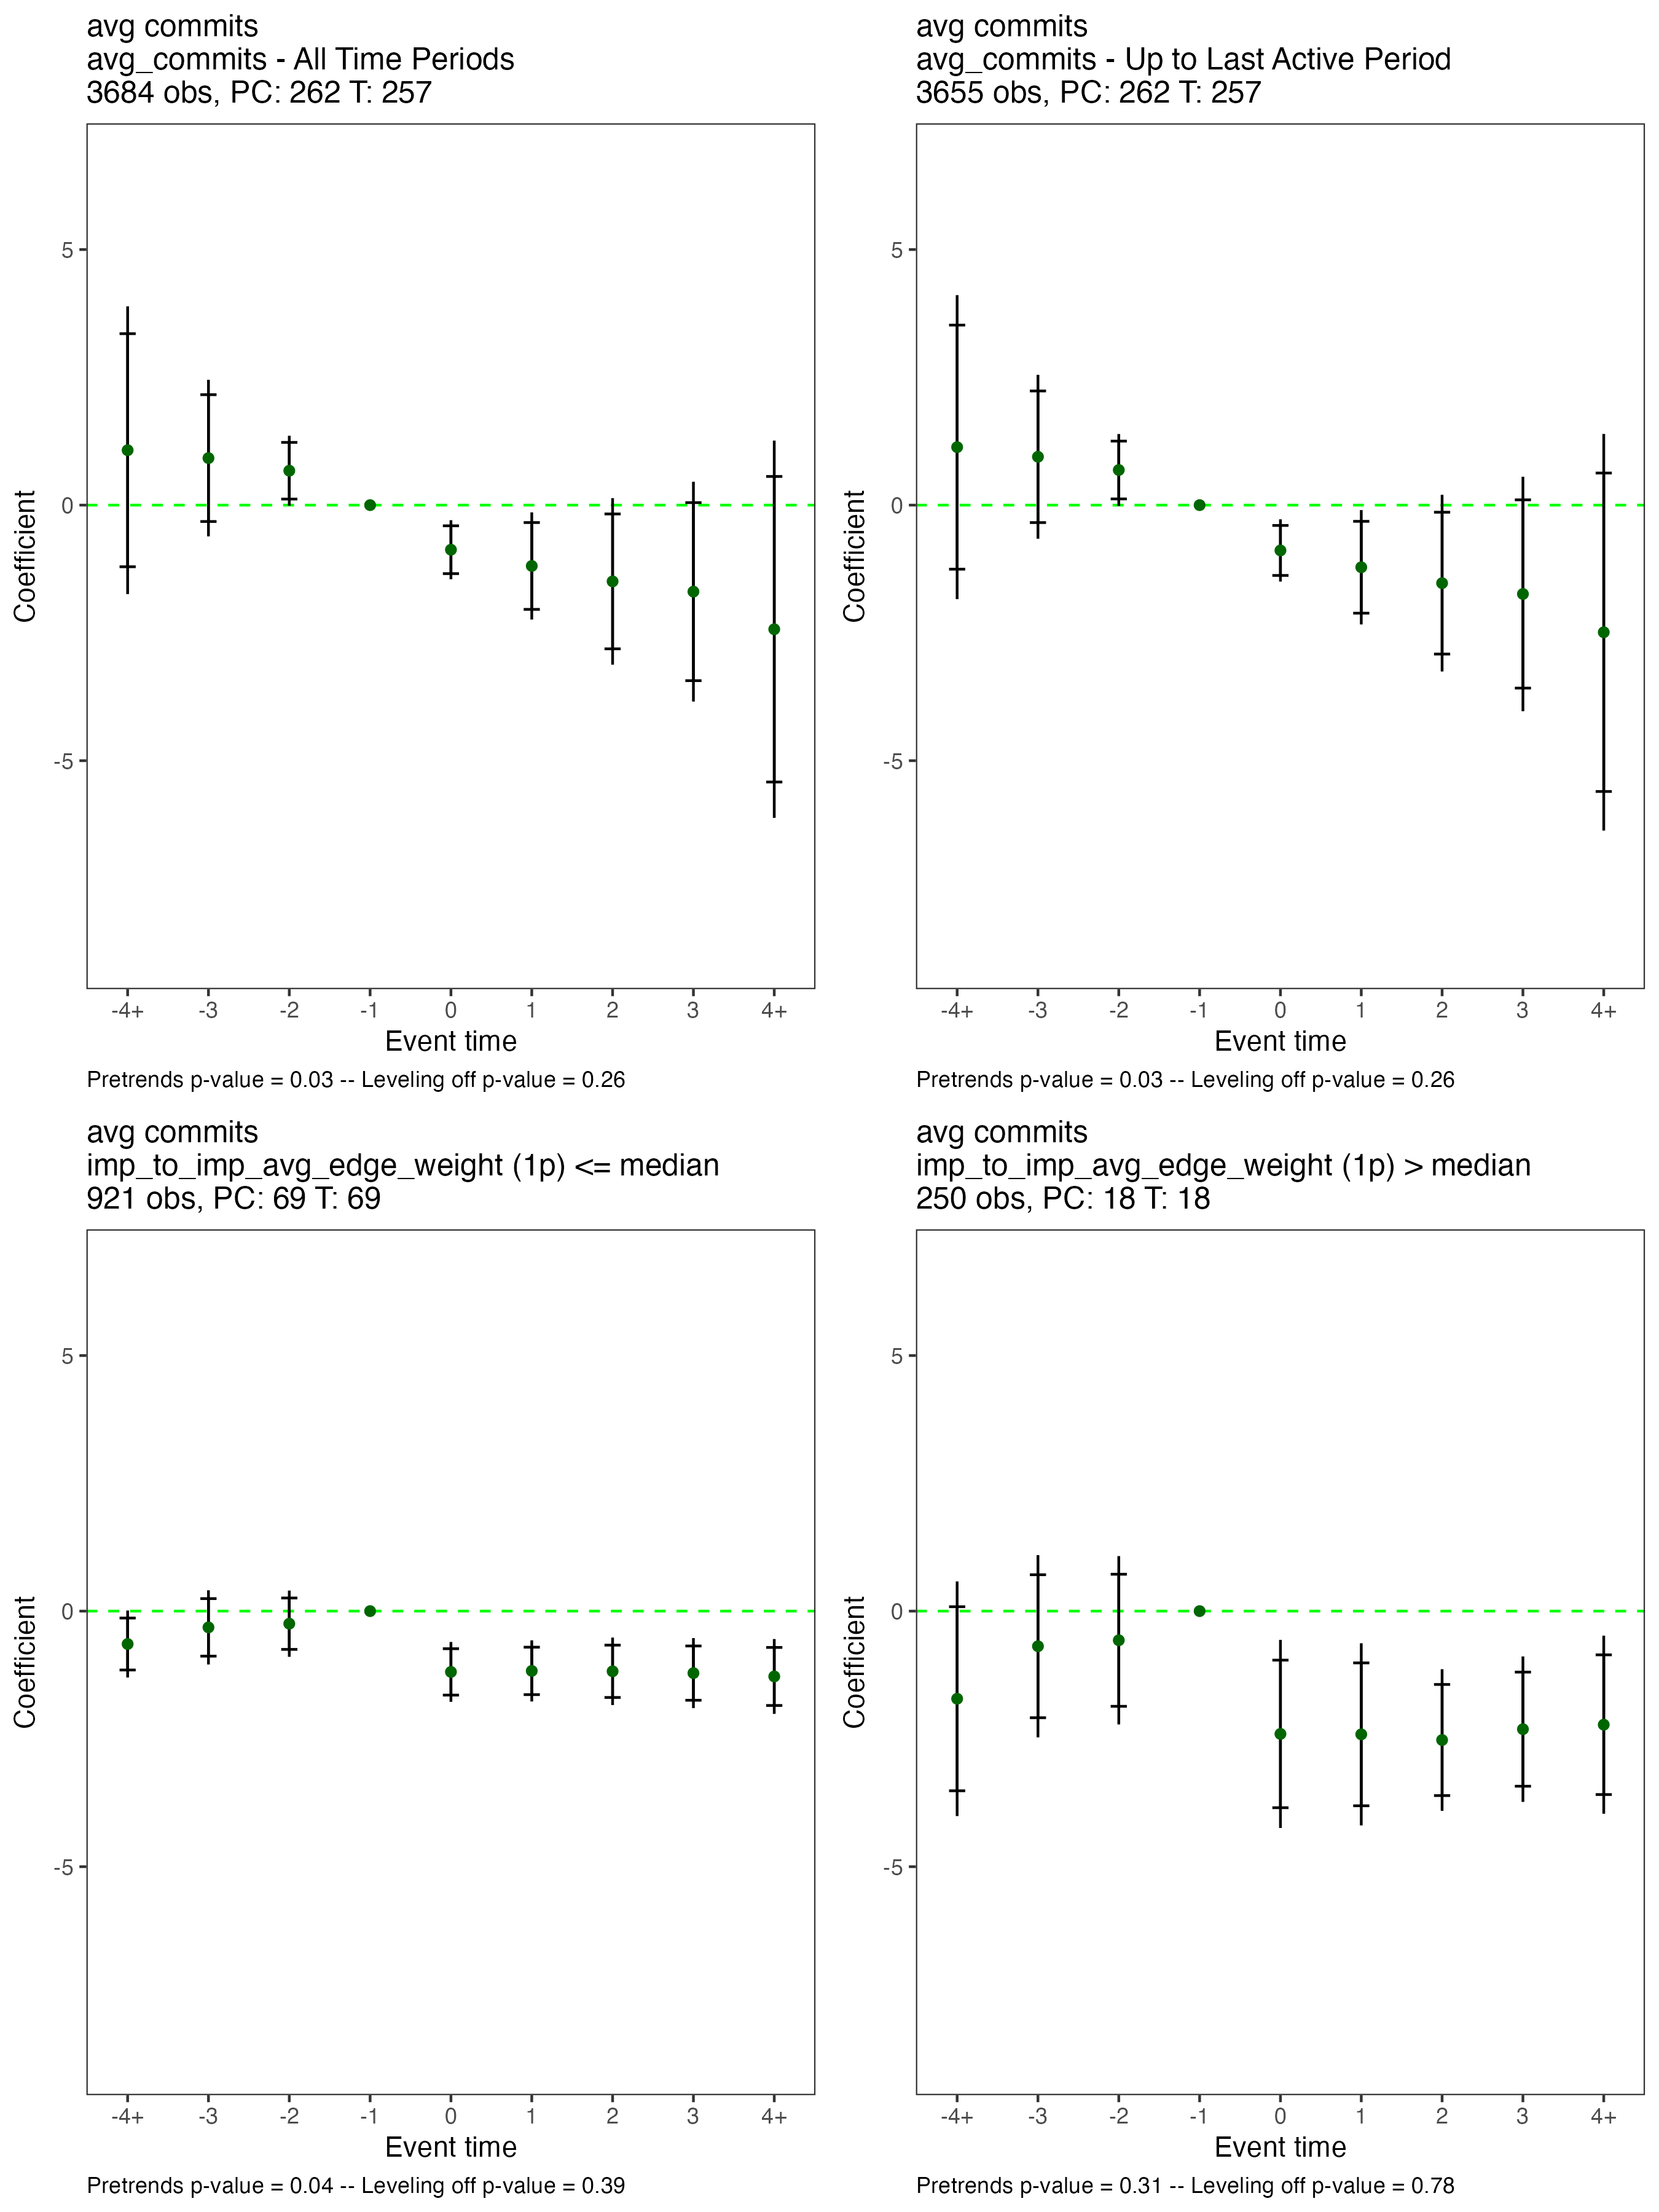 avg commits
avg_commits - All Time Periods
3684 obs, PC: 262 T: 257
5
0
-5
Coefficient
-4+ -3 -2 -1 0 1 2 3 4+
Event time
Pretrends p-value = 0.03 -- Leveling off p-value = 0.26
avg commits
avg_commits - Up to Last Active Period
3655 obs, PC: 262 T: 257
5
0
-5
Coefficient
-4+ -3 -2 -1 0 1 2 3 4+
Event time
Pretrends p-value = 0.03 -- Leveling off p-value = 0.26
avg commits
imp_to_imp_avg_edge_weight (1p) <= median
921 obs, PC: 69 T: 69
5
0
-5
Coefficient
-4+ -3 -2 -1 0 1 2 3 4+
Event time
Pretrends p-value = 0.04 -- Leveling off p-value = 0.39
avg commits
imp_to_imp_avg_edge_weight (1p) > median
250 obs, PC: 18 T: 18
5
0
-5
Coefficient
-4+ -3 -2 -1 0 1 2 3 4+
Event time
Pretrends p-value = 0.31 -- Leveling off p-value = 0.78